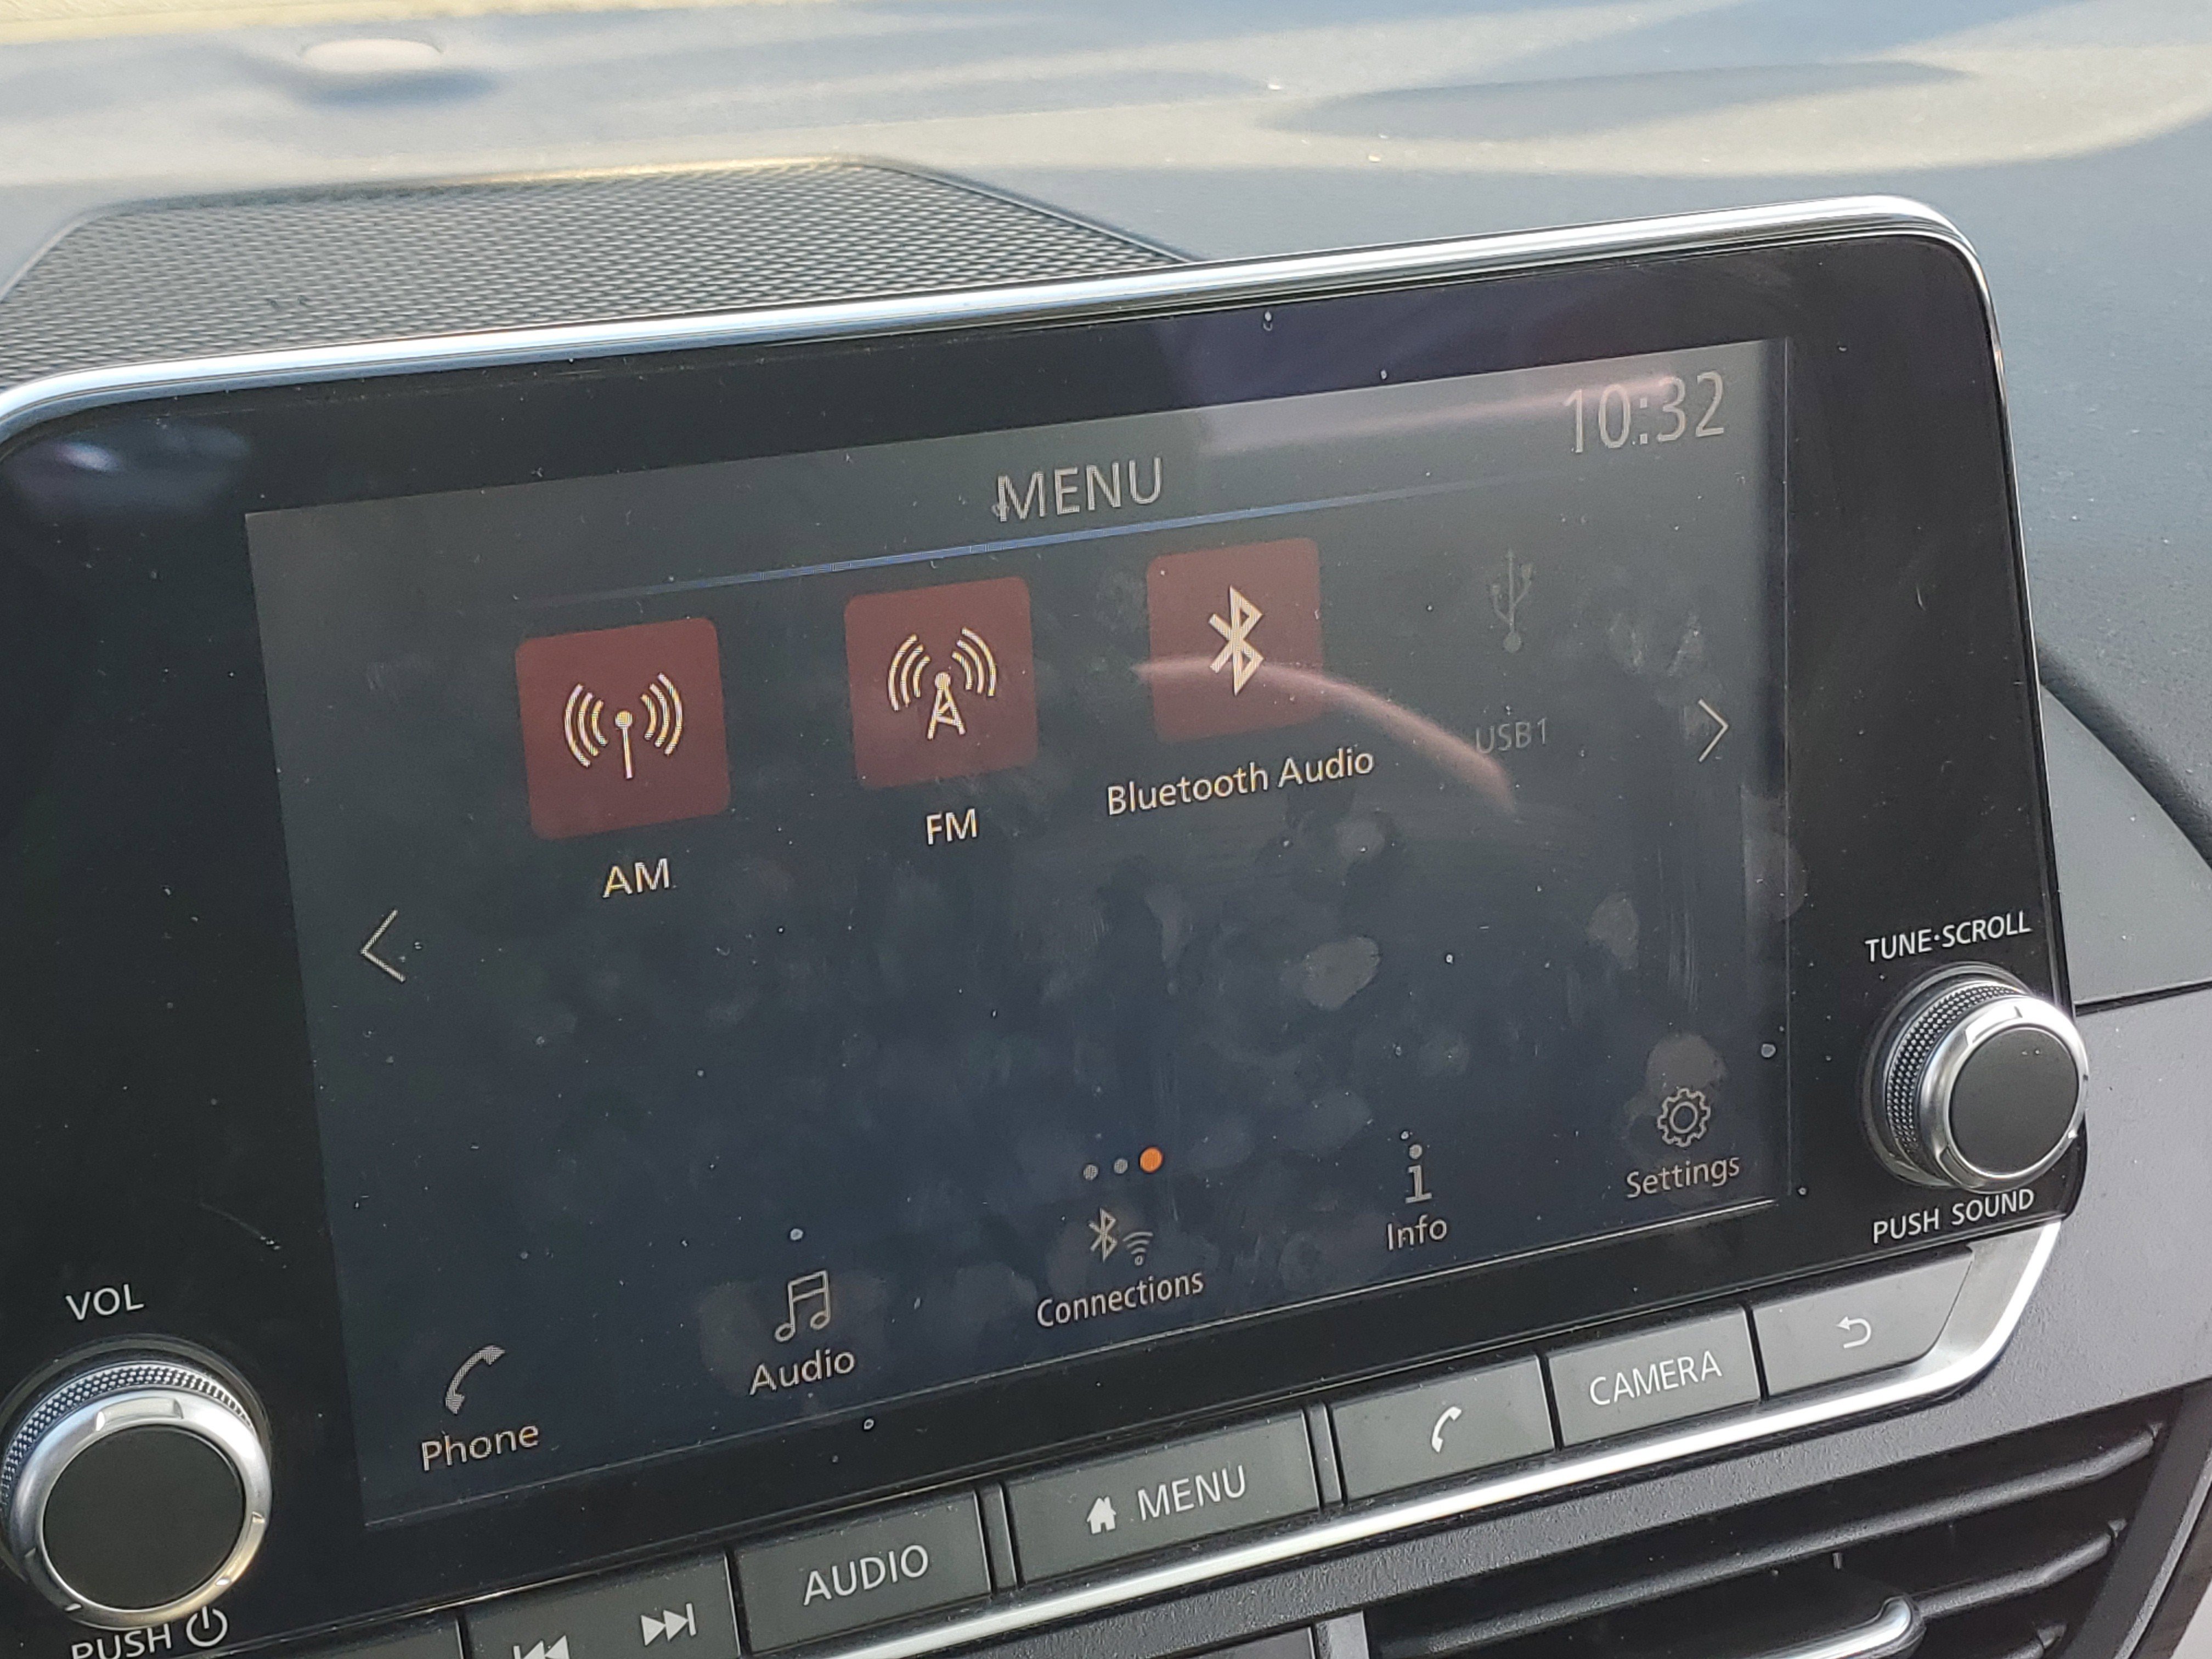 10:32
MENU
AM
FM
Bluetooth Audio
USB1
TUNE·SCROLL
PUSH SOUND
VOL
PUSH
Phone
Audio
Connections
Info
Settings
AUDIO
MENU
CAMERA